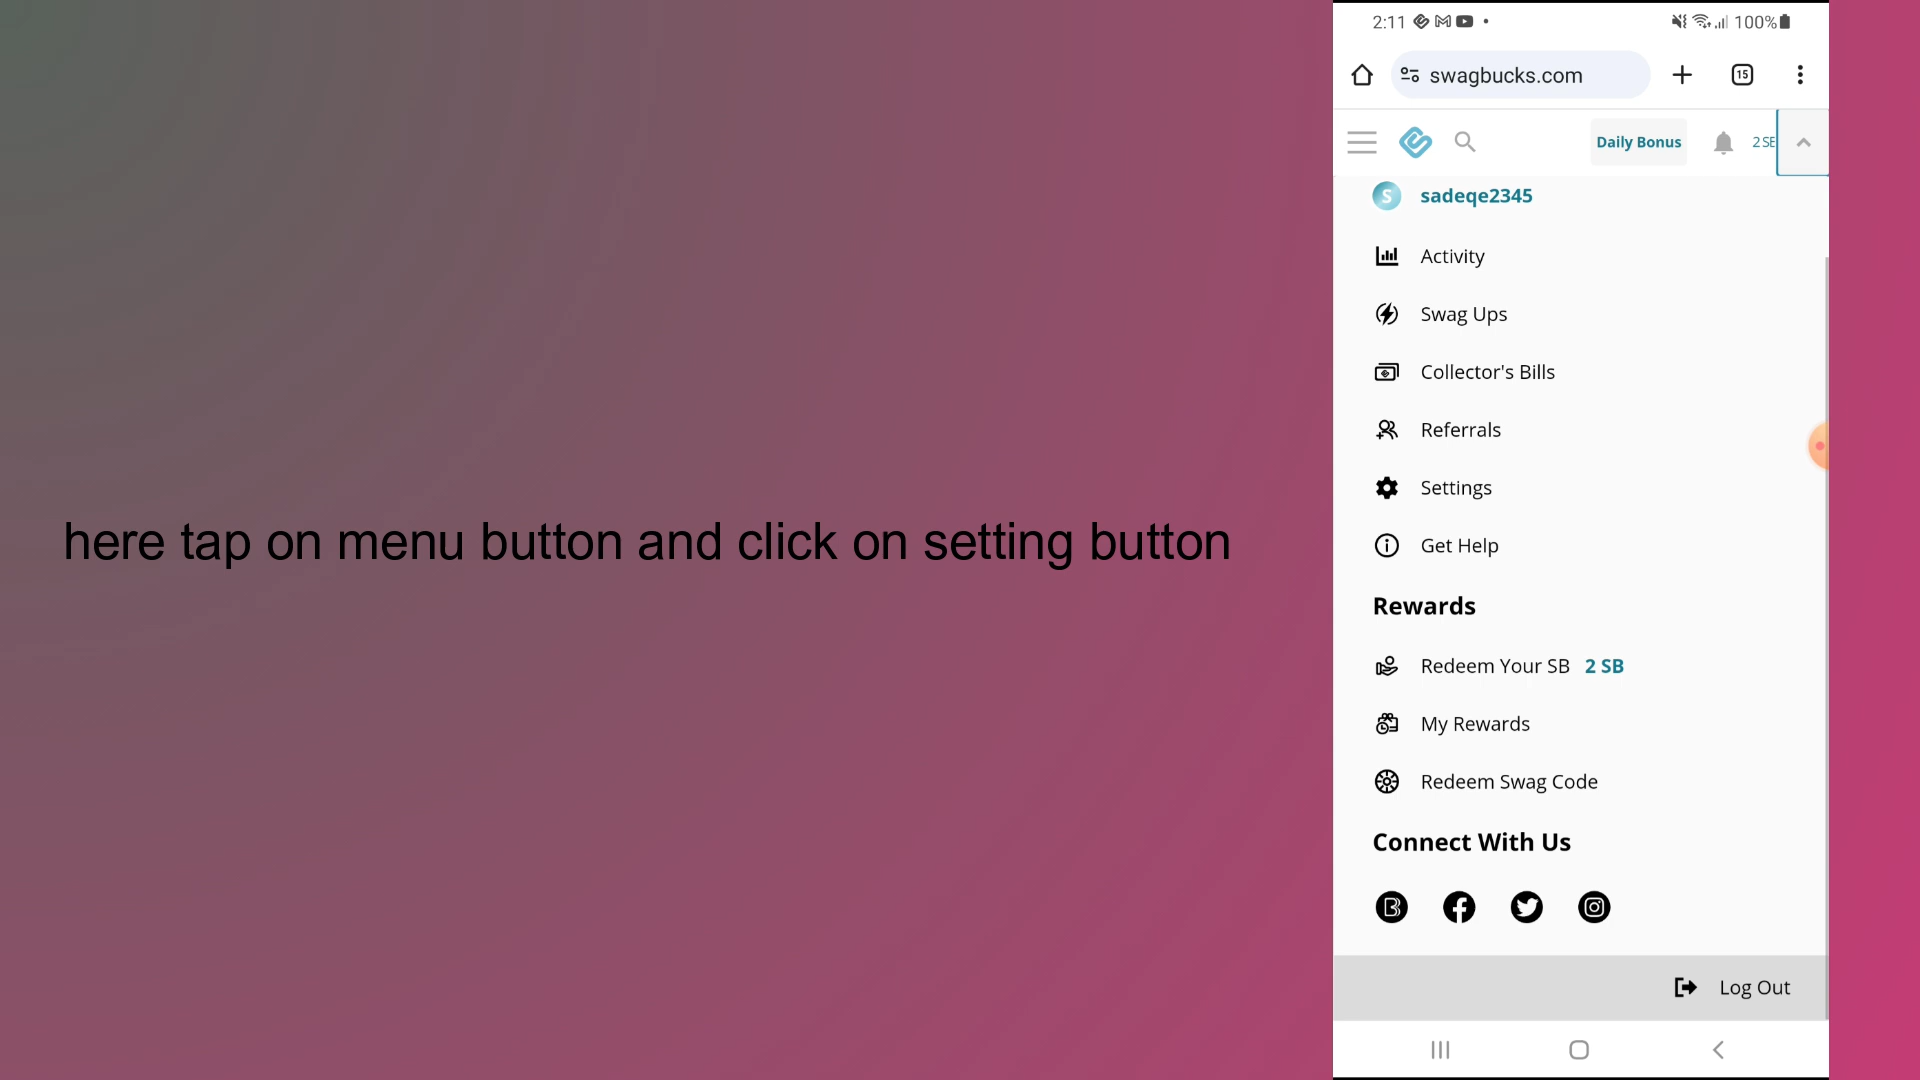 here tap on menu button and click on setting button
2:11
100%
swagbucks.com
15
Daily Bonus
2 SE
S
sadeqe2345
Activity
Swag Ups
Collector's Bills
Referrals
Settings
Get Help
Rewards
Redeem Your SB 2 SB
My Rewards
Redeem Swag Code
Connect With Us
Log Out